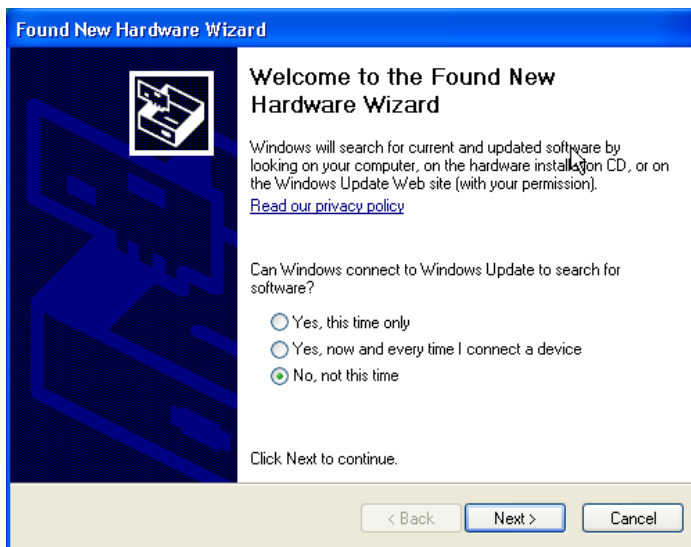 Found New Hardware Wizard
Welcome to the Found New
Hardware Wizard
Windows will search for current and updated software by
looking on your computer, on the hardware installation CD, or on
the Windows Update Web site (with your permission).
Read our privacy policy
Can Windows connect to Windows Update to search for
software?
Yes, this time only
Yes, now and every time I connect a device
No, not this time
Click Next to continue.
< Back
Next >
Cancel